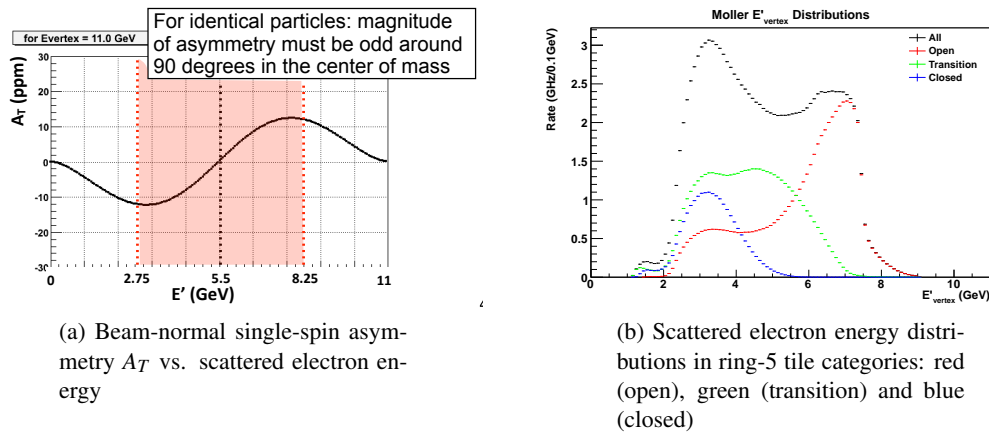 For identical particles: magnitude
of asymmetry must be odd around
90 degrees in the center of mass
for Evertex = 11.0 GeV
A_T (ppm)
30
20
10
0
-10
-20
-30
0 2.75 5.5 8.25 11
E' (GeV)
(a) Beam-normal single-spin asym-
metry A_T vs. scattered electron en-
ergy
Moller E'vertex Distributions
Rate (GHz/0.1GeV)
All
Open
Transition
Closed
3
2.5
2
1.5
1
0.5
0
0 2 4 6 8 10
E'vertex (GeV)
(b) Scattered electron energy distri-
butions in ring-5 tile categories: red
(open), green (transition) and blue
(closed)